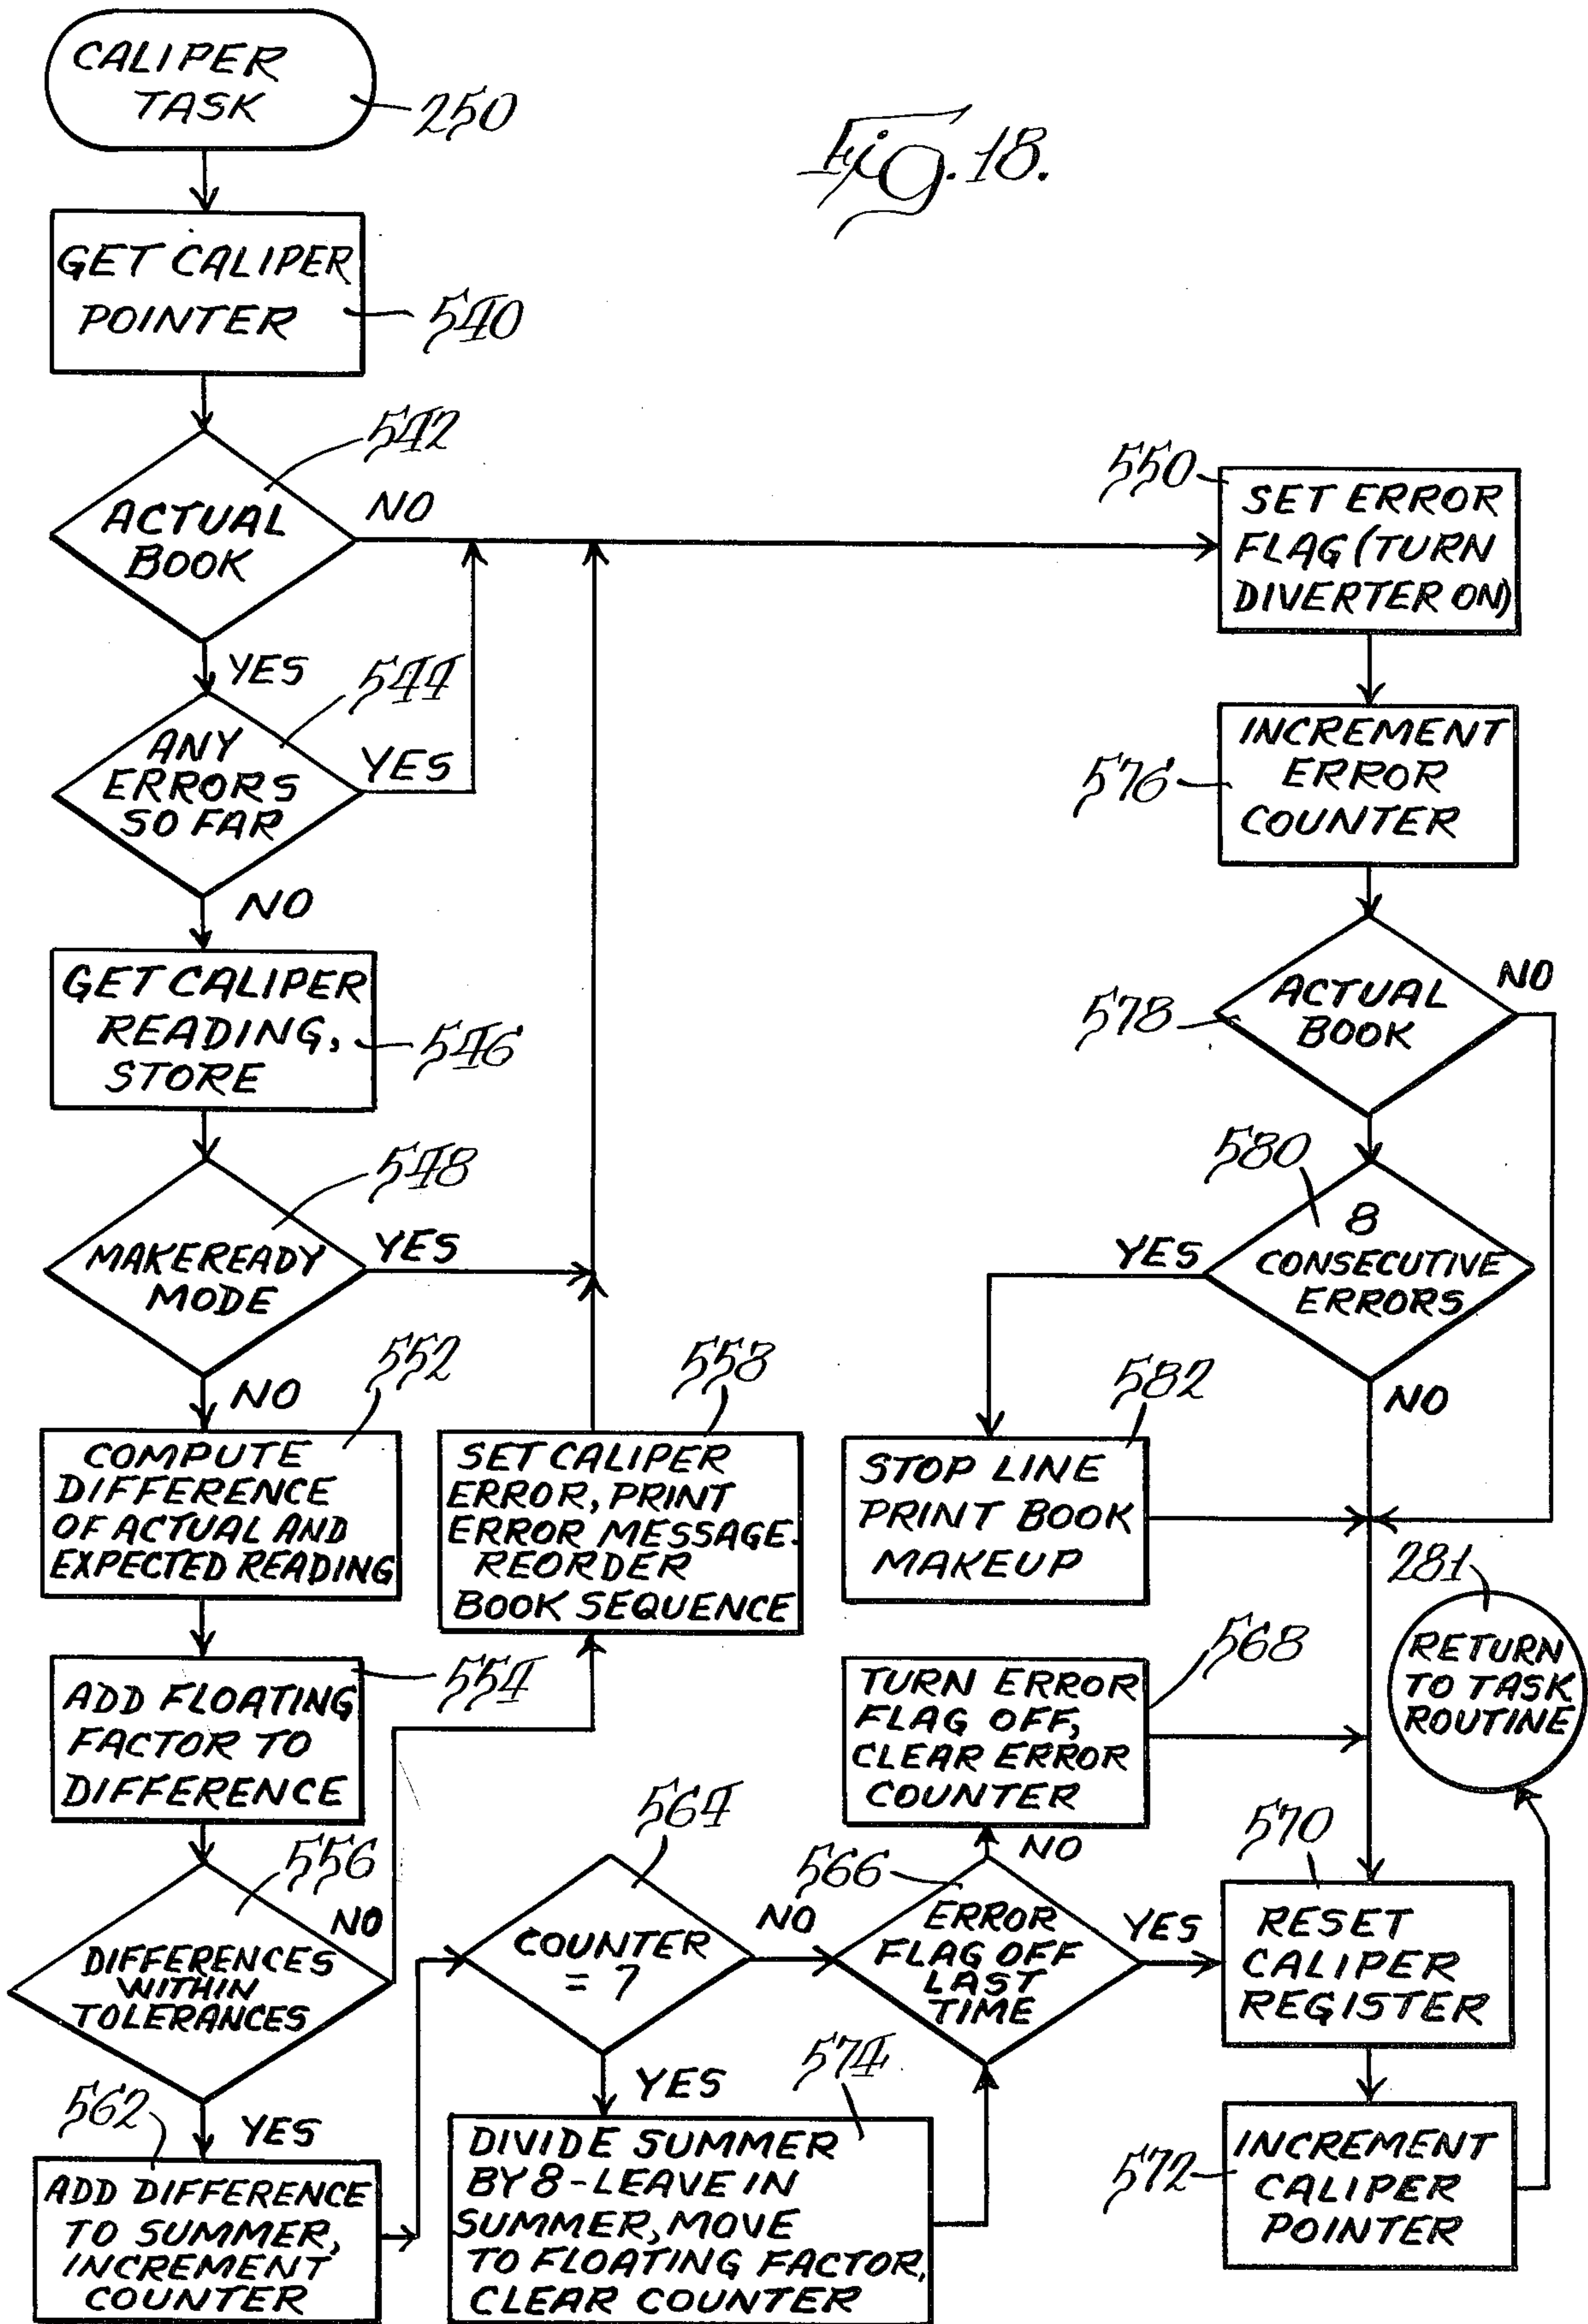 CALIPER
TASK
250
Fig. 18.
GET CALIPER
POINTER
540
542
ACTUAL
BOOK
NO
YES
544
ANY
ERRORS
SO FAR
YES
NO
GET CALIPER
READING,
STORE
546
548
MAKEREADY
MODE
YES
NO
552
COMPUTE
DIFFERENCE
OF ACTUAL AND
EXPECTED READING
558
SET CALIPER
ERROR, PRINT
ERROR MESSAGE.
REORDER
BOOK SEQUENCE
554
ADD FLOATING
FACTOR TO
DIFFERENCE
556
NO
DIFFERENCES
WITHIN
TOLERANCES
YES
562
ADD DIFFERENCE
TO SUMMER,
INCREMENT
COUNTER
564
COUNTER
= 7
NO
YES
574
DIVIDE SUMMER
BY 8-LEAVE IN
SUMMER, MOVE
TO FLOATING FACTOR,
CLEAR COUNTER
566
ERROR
FLAG OFF
LAST
TIME
NO
YES
568
TURN ERROR
FLAG OFF,
CLEAR ERROR
COUNTER
550
SET ERROR
FLAG (TURN
DIVERTER ON)
576
INCREMENT
ERROR
COUNTER
578
ACTUAL
BOOK
NO
580
8
CONSECUTIVE
ERRORS
YES
NO
582
STOP LINE
PRINT BOOK
MAKEUP
570
RESET
CALIPER
REGISTER
572
INCREMENT
CALIPER
POINTER
281
RETURN
TO TASK
ROUTINE